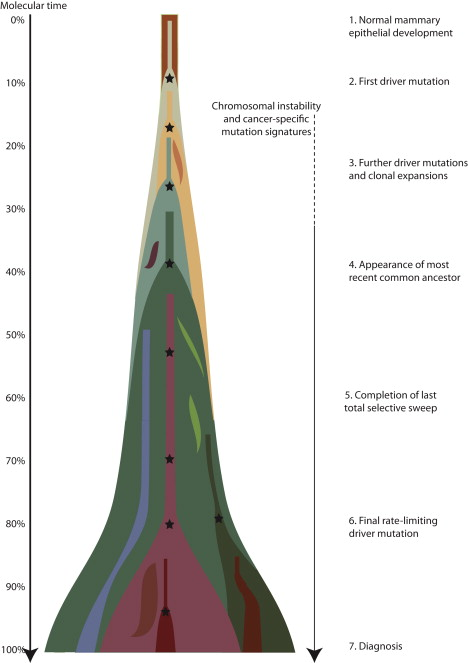 Molecular time
0%
10%
20%
30%
40%
50%
60%
70%
80%
90%
100%
Chromosomal instability
and cancer-specific
mutation signatures
1. Normal mammary
epithelial development
2. First driver mutation
3. Further driver mutations
and clonal expansions
4. Appearance of most
recent common ancestor
5. Completion of last
total selective sweep
6. Final rate-limiting
driver mutation
7. Diagnosis